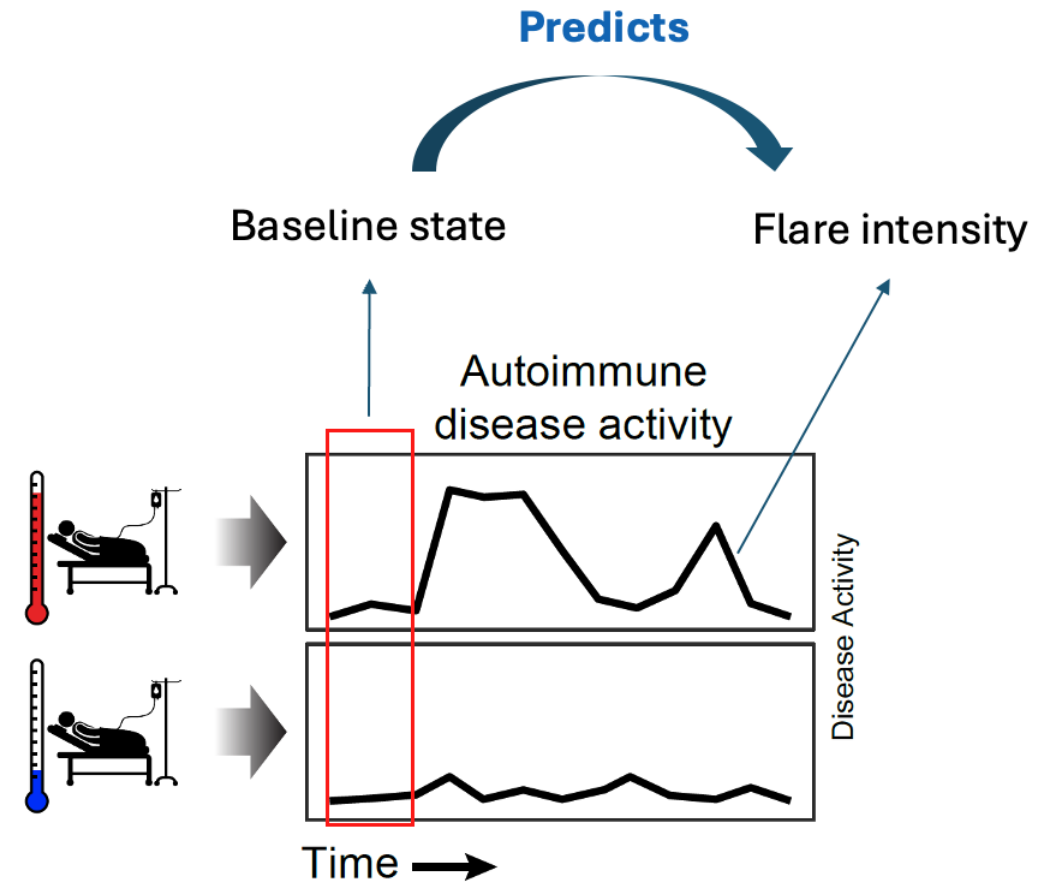 Predicts
Baseline state
Flare intensity
Autoimmune
disease activity
Disease Activity
Time